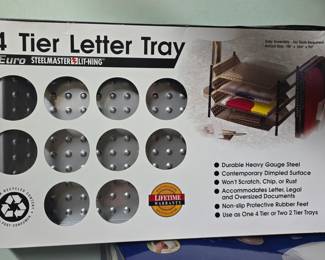 4 Tier Letter Tray
Euro STEELMASTER LIT-NING
Durable Heavy Gauge Steel
Contemporary Dimpled Surface
Won't Scratch, Chip, or Rust
Accommodates Letter, Legal
and Oversized Documents
Non-slip Protective Rubber Feet
Use as One 4 Tier or Two 2 Tier Trays
LIFETIME
WARRANTY